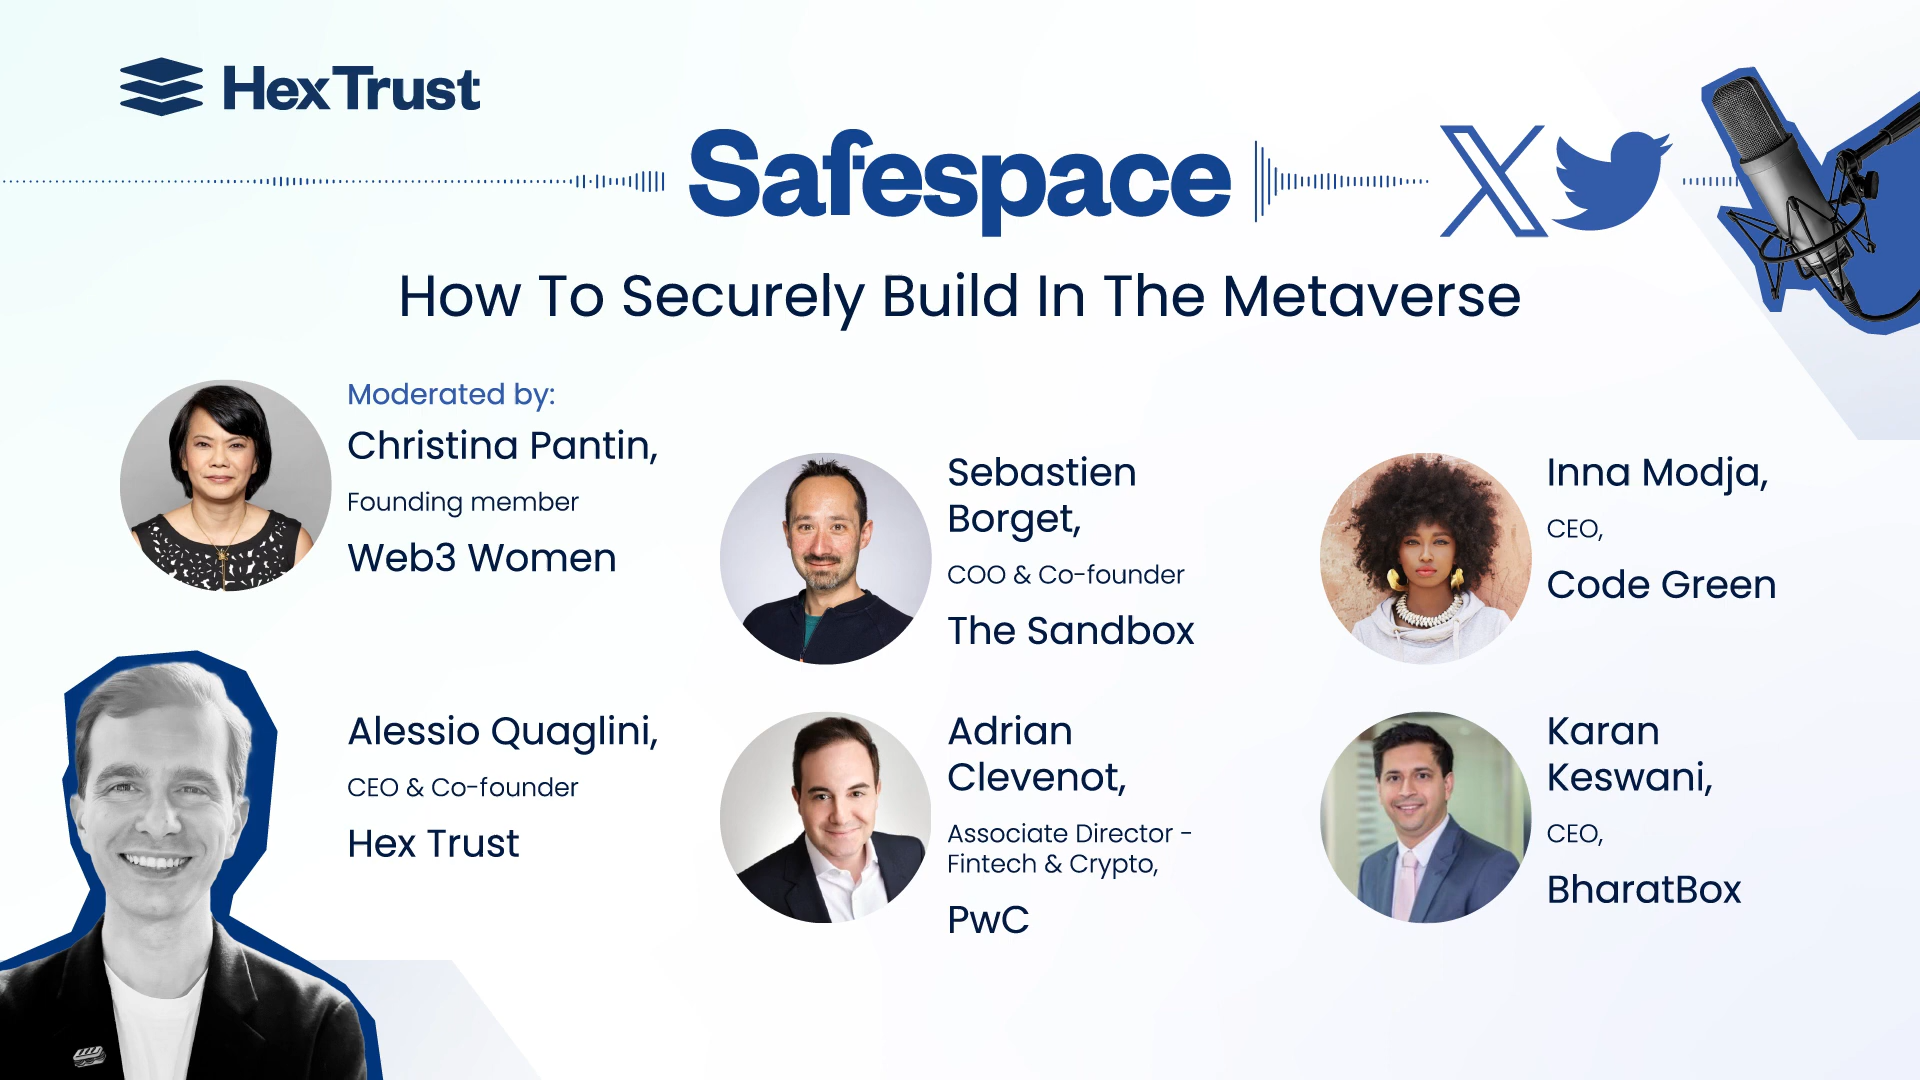 Hex Trust
Safespace
How To Securely Build In The Metaverse
Moderated by:
Christina Pantin,
Founding member
Web3 Women
Sebastien
Borget,
COO & Co-founder
The Sandbox
Inna Modja,
CEO,
Code Green
Alessio Quaglini,
CEO & Co-founder
Hex Trust
Adrian
Clevenot,
Associate Director -
Fintech & Crypto,
PwC
Karan
Keswani,
CEO,
BharatBox